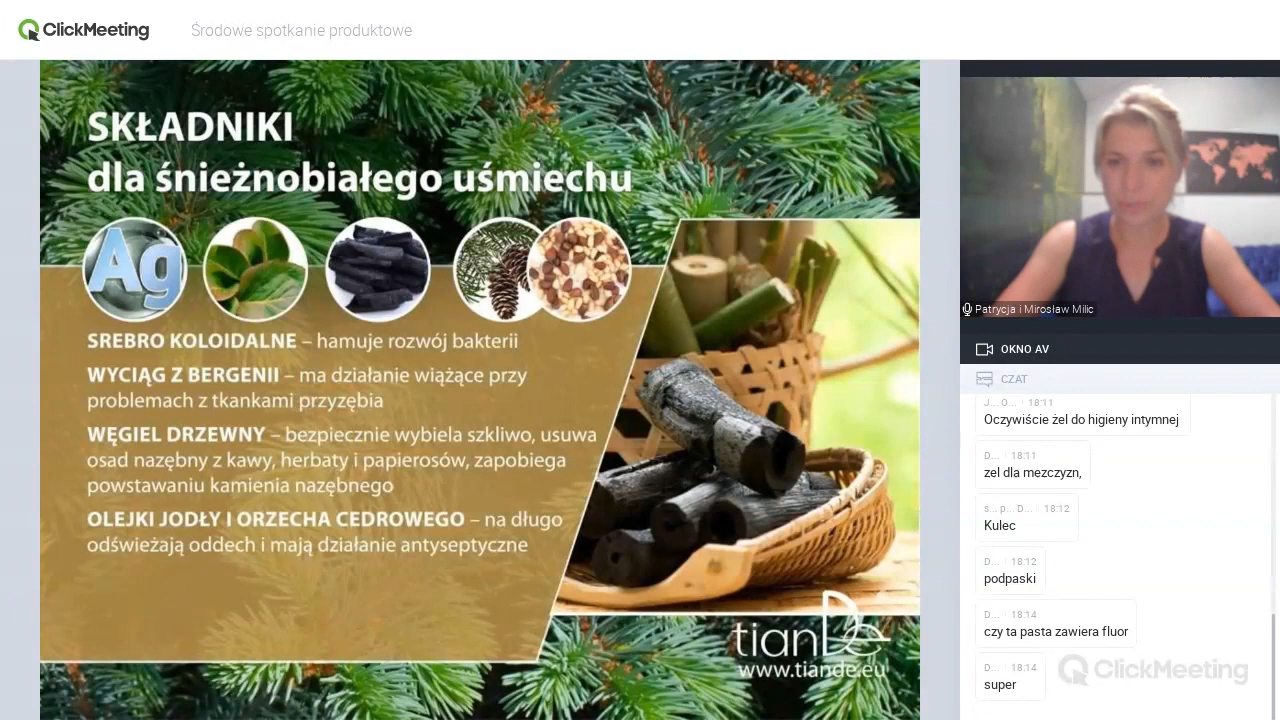 ClickMeeting
Środowe spotkanie produktowe
SKŁADNIKI
dla śnieżnobiałego uśmiechu
Ag
SREBRO KOLOIDALNE – hamuje rozwój bakterii
WYCIĄG Z BERGENII – ma działanie wiążące przy
problemach z tkankami przyzębia
WĘGIEL DRZEWNY – bezpiecznie wybiela szkliwo, usuwa
osad nazębny z kawy, herbaty i papierosów, zapobiega
powstawaniu kamienia nazębnego
OLEJKI JODŁY I ORZECHA CEDROWEGO – na długo
odświeżają oddech i mają działanie antyseptyczne
tianDe
www.tiande.eu
Patrycja i Mirosław Milic
OKNO AV
CZAT
J... O... 18:11
Oczywiście żel do higieny intymnej
D... 18:11
zel dla mezczyzn,
s... p... D... 18:12
Kulec
D... 18:12
podpaski
D... 18:14
czy ta pasta zawiera fluor
D... 18:14
super
ClickMeeting